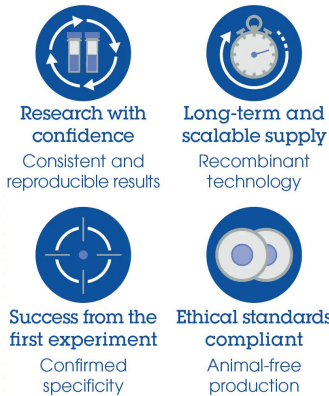 Research with
confidence
Consistent and
reproducible results
Long-term and
scalable supply
Recombinant
technology
Success from the
first experiment
Confirmed
specificity
Ethical standards
compliant
Animal-free
production